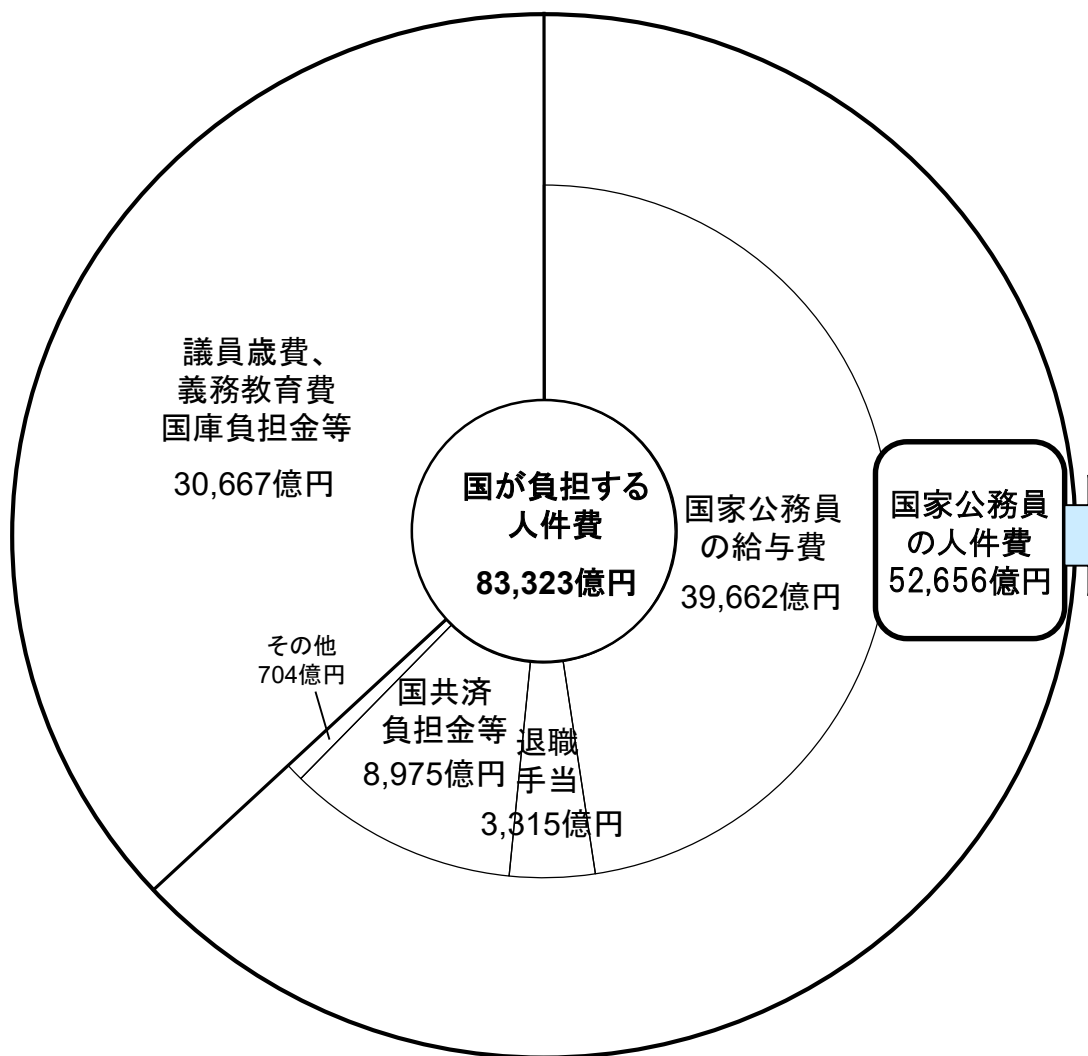 議員歳費、
義務教育費
国庫負担金等
30,667億円
国が負担する
人件費
83,323億円
国家公務員
の給与費
39,662億円
国家公務員
の人件費
52,656億円
その他
704億円
国共済
負担金等
8,975億円
退職
手当
3,315億円